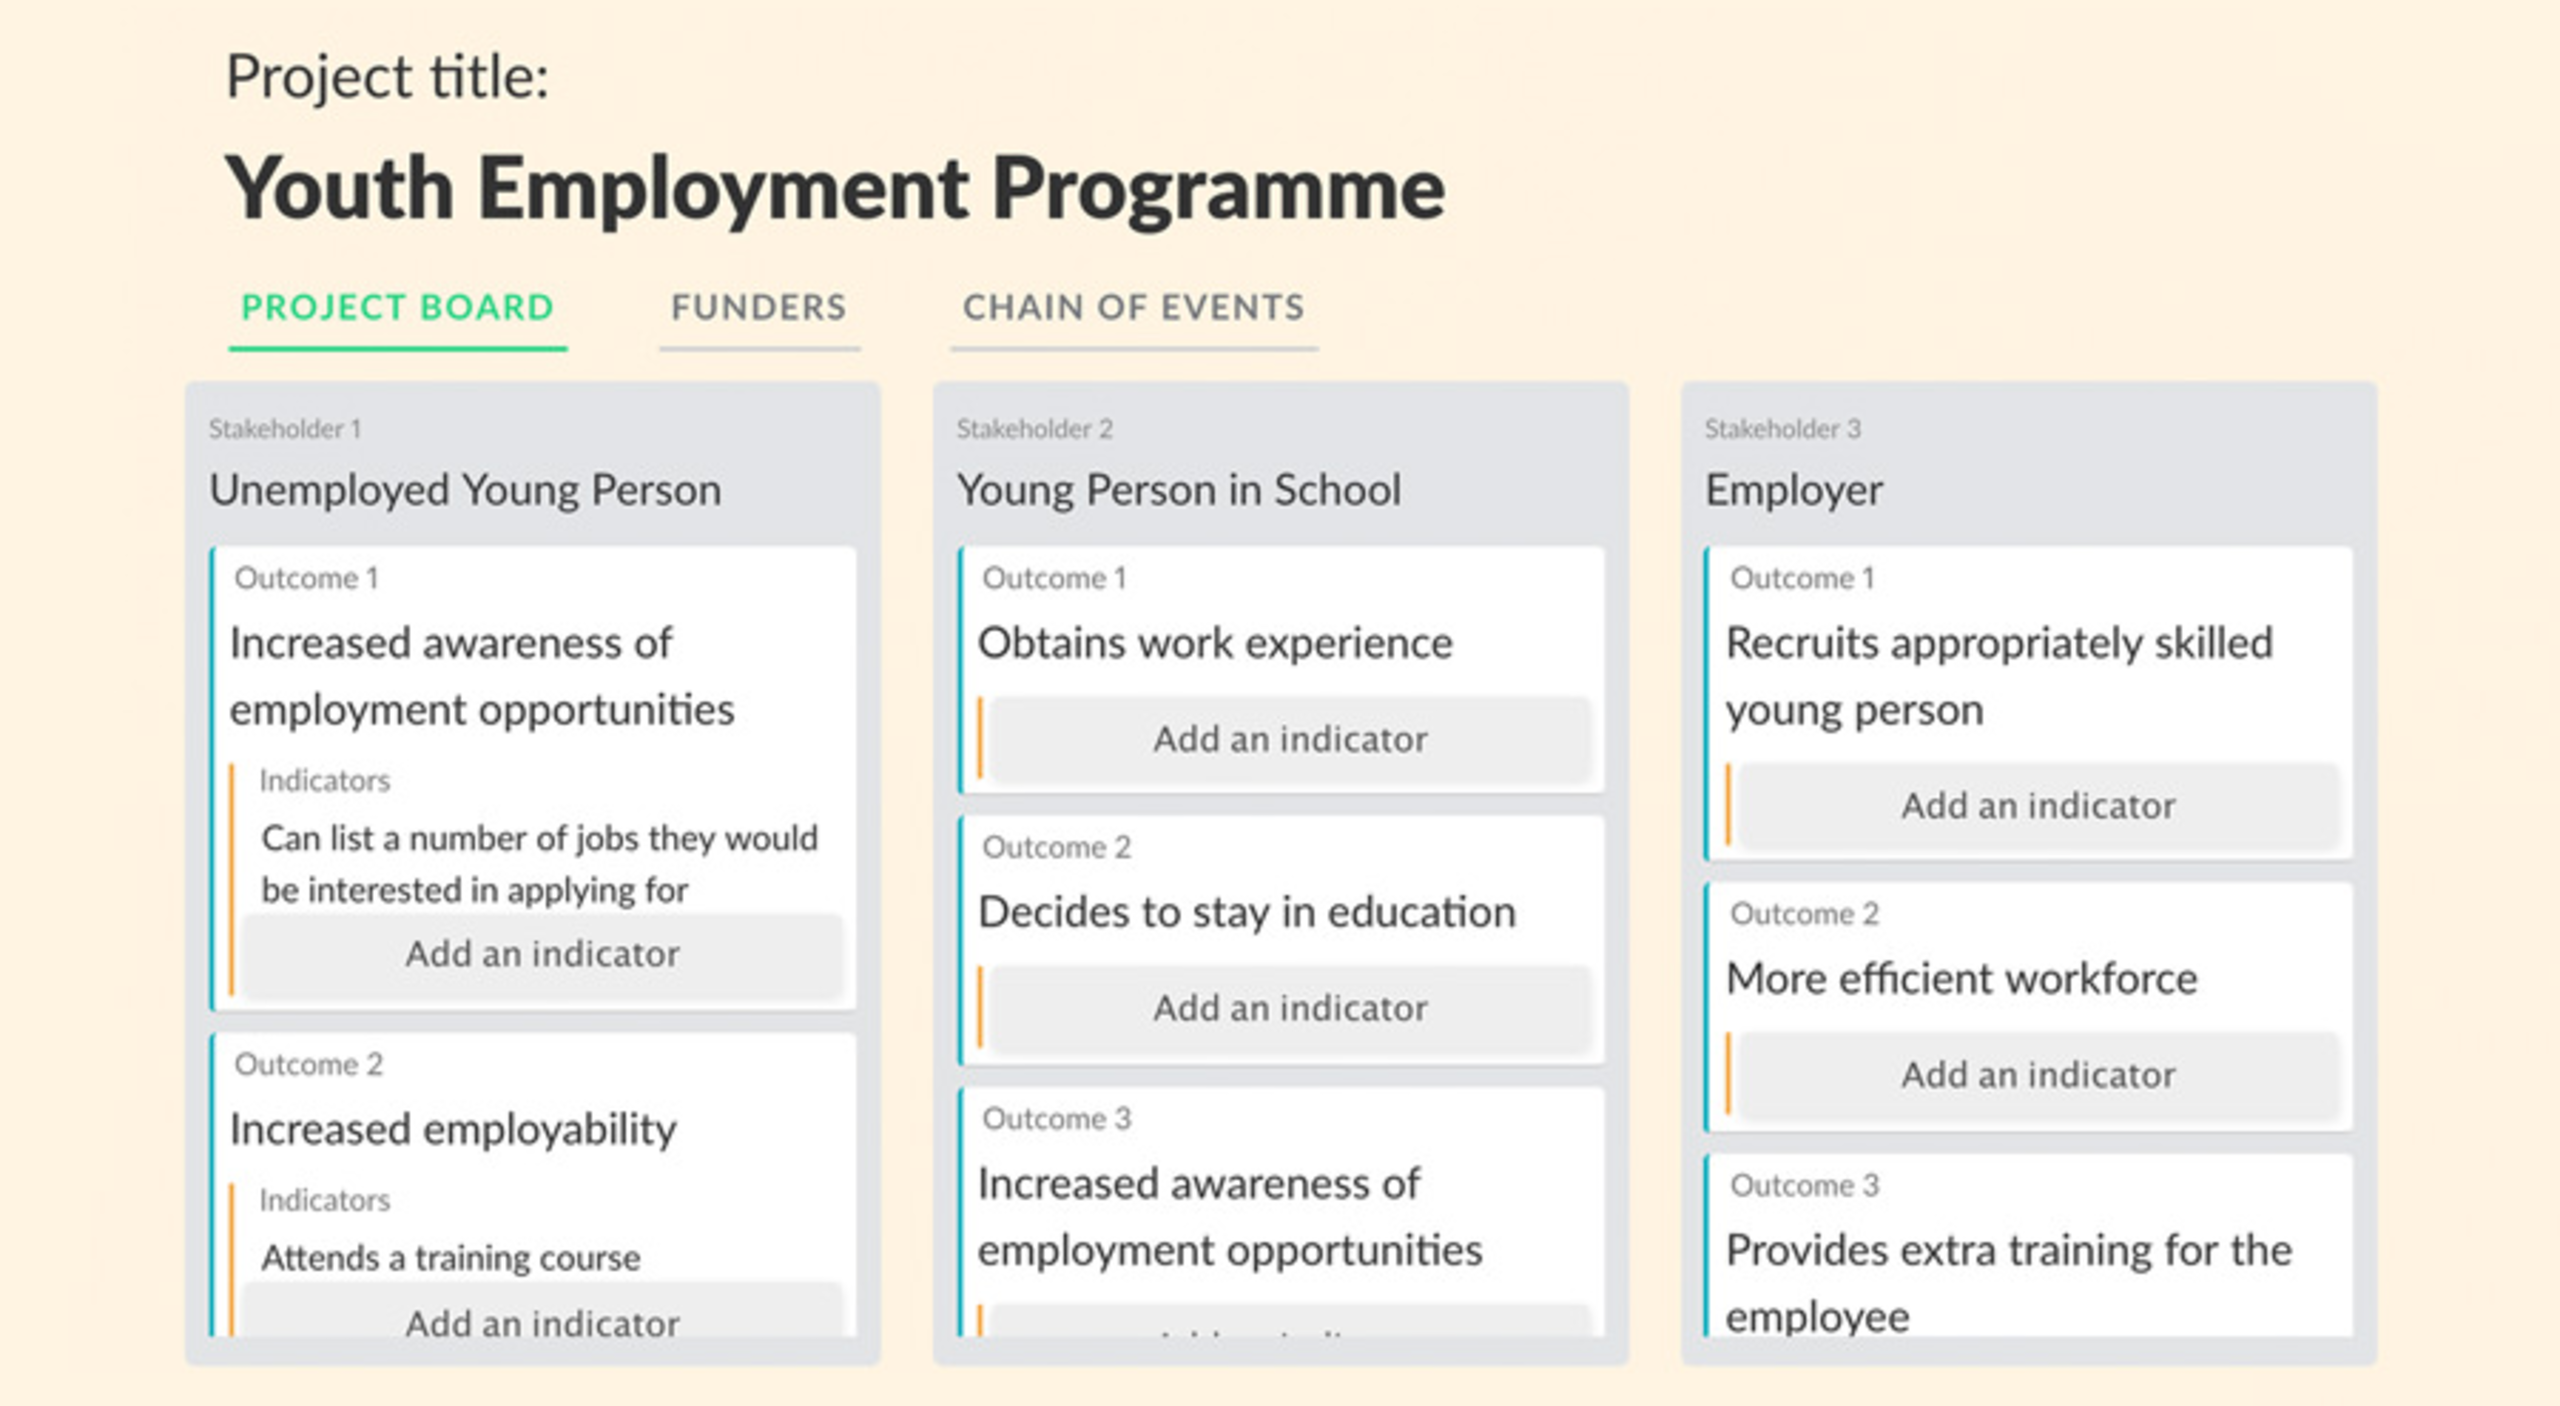 Project title:
Youth Employment Programme
PROJECT BOARD
FUNDERS
CHAIN OF EVENTS
Stakeholder 1
Unemployed Young Person
Outcome 1
Increased awareness of
employment opportunities
Indicators
Can list a number of jobs they would
be interested in applying for
Add an indicator
Outcome 2
Increased employability
Indicators
Attends a training course
Add an indicator
Stakeholder 2
Young Person in School
Outcome 1
Obtains work experience
Add an indicator
Outcome 2
Decides to stay in education
Add an indicator
Outcome 3
Increased awareness of
employment opportunities
Stakeholder 3
Employer
Outcome 1
Recruits appropriately skilled
young person
Add an indicator
Outcome 2
More efficient workforce
Add an indicator
Outcome 3
Provides extra training for the
employee